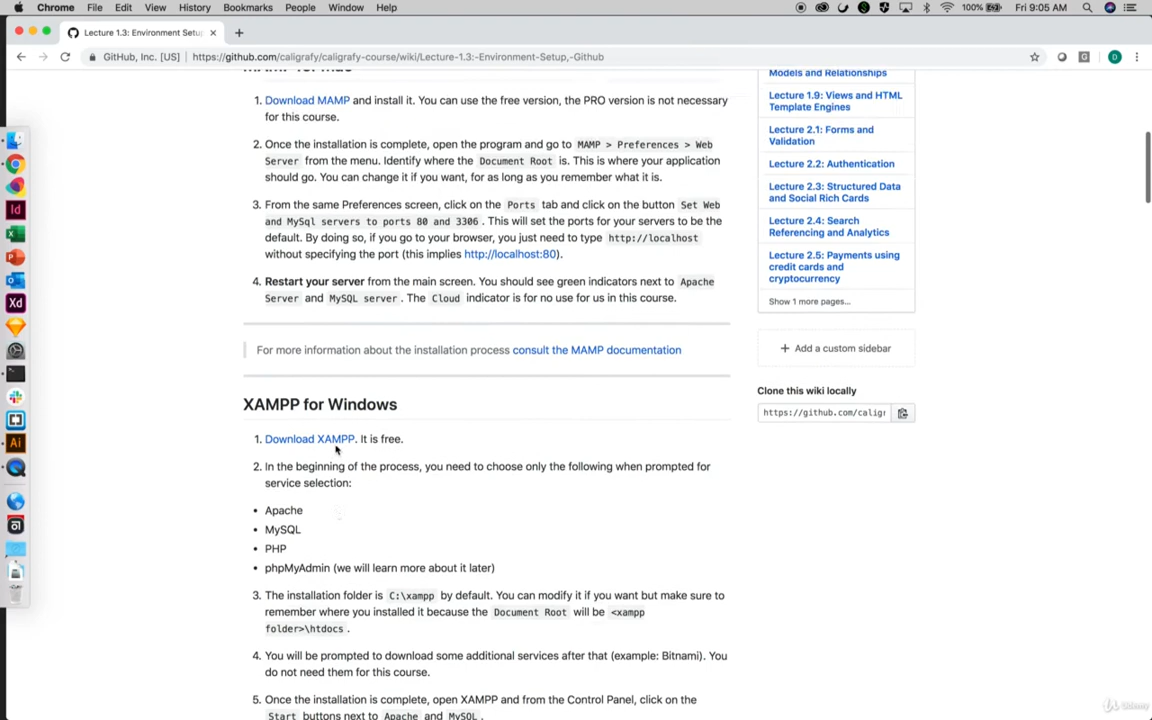 Chrome File Edit View History Bookmarks People Window Help 100% Fri 9:05 AM
Lecture 1.3: Environment Setu
GitHub, Inc. [US] https://github.com/caligrafy/caligrafy-course/wiki/Lecture-1.3:-Environment-Setup,-Github
D
1. Download MAMP and install it. You can use the free version, the PRO version is not necessary
for this course.
2. Once the installation is complete, open the program and go to MAMP > Preferences > Web
Server from the menu. Identify where the Document Root is. This is where your application
should go. You can change it if you want, for as long as you remember what it is.
3. From the same Preferences screen, click on the Ports tab and click on the button Set Web
and MySql servers to ports 80 and 3306 . This will set the ports for your servers to be the
default. By doing so, if you go to your browser, you just need to type http://localhost
without specifying the port (this implies http://localhost:80).
4. Restart your server from the main screen. You should see green indicators next to Apache
Server and MySQL server . The Cloud indicator is for no use for us in this course.
For more information about the installation process consult the MAMP documentation
XAMPP for Windows
1. Download XAMPP. It is free.
2. In the beginning of the process, you need to choose only the following when prompted for
service selection:
• Apache
• MySQL
• PHP
• phpMyAdmin (we will learn more about it later)
3. The installation folder is C:\xampp by default. You can modify it if you want but make sure to
remember where you installed it because the Document Root will be <xampp
folder>\htdocs .
4. You will be prompted to download some additional services after that (example: Bitnami). You
do not need them for this course.
5. Once the installation is complete, open XAMPP and from the Control Panel, click on the
Start buttons next to Apache and MySQL .
Models and Relationships
Lecture 1.9: Views and HTML
Template Engines
Lecture 2.1: Forms and
Validation
Lecture 2.2: Authentication
Lecture 2.3: Structured Data
and Social Rich Cards
Lecture 2.4: Search
Referencing and Analytics
Lecture 2.5: Payments using
credit cards and
cryptocurrency
Show 1 more pages...
+ Add a custom sidebar
Clone this wiki locally
https://github.com/caligr
Id
Xd
Ai
Udemy